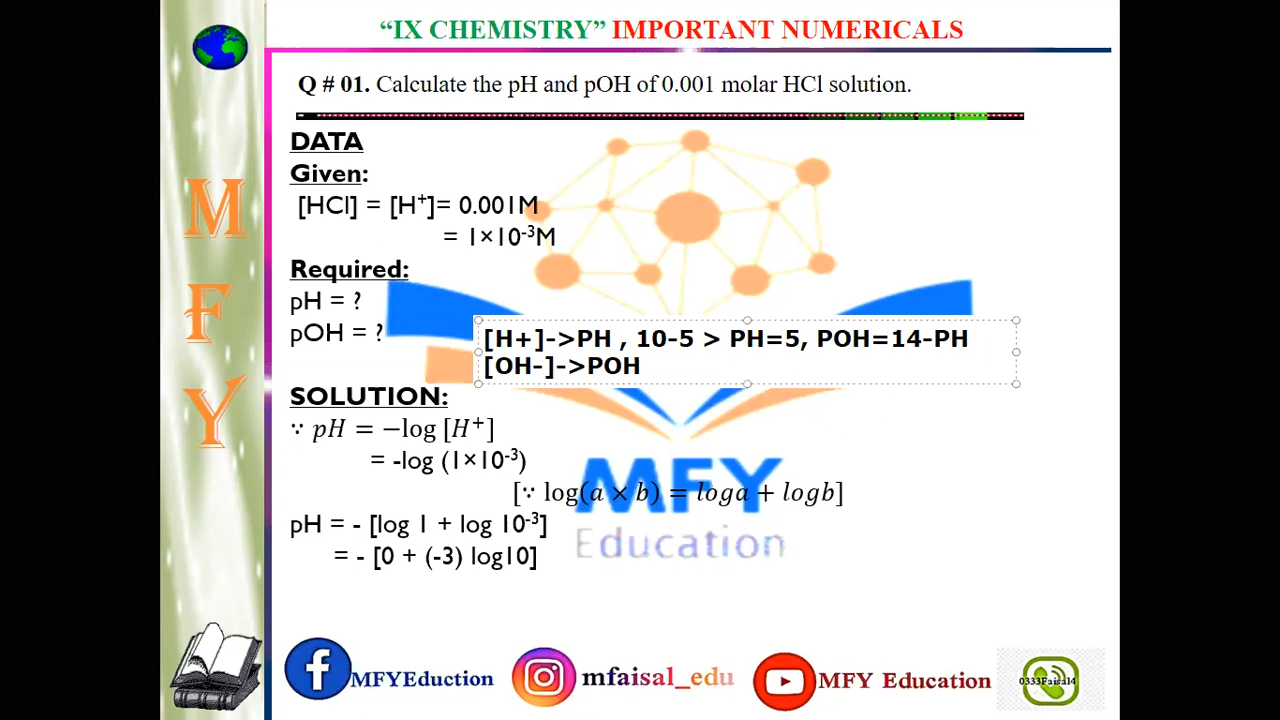 “IX CHEMISTRY” IMPORTANT NUMERICALS
Q # 01. Calculate the pH and pOH of 0.001 molar HCl solution.
M
F
Y
DATA
Given:
[HCl] = [H⁺]= 0.001M
= 1×10⁻³M
Required:
pH = ?
pOH = ?
[H+]->PH , 10-5 > PH=5, POH=14-PH
[OH-]->POH
SOLUTION:
∵ pH = −log [H⁺]
= -log (1×10⁻³)
[∵ log(a × b) = loga + logb]
pH = - [log 1 + log 10⁻³]
= - [0 + (-3) log10]
MFY
Education
MFYEduction
mfaisal_edu
MFY Education
0333Faisal4